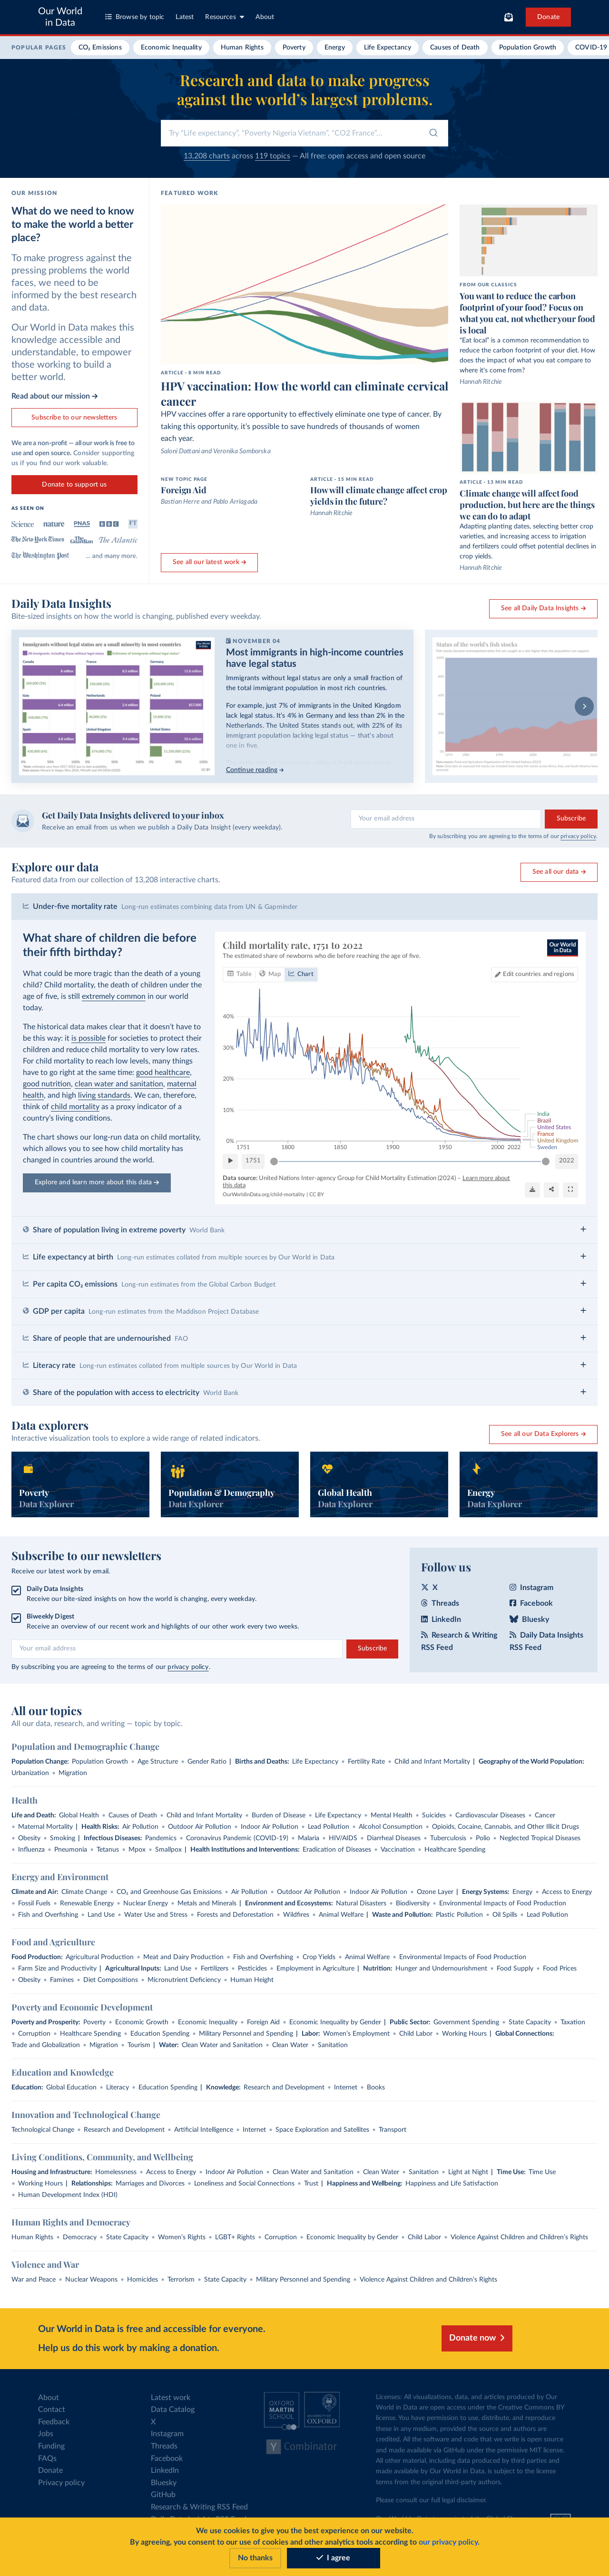 Our World
in Data
Browse by topic
Latest
Resources
About
Donate
POPULAR PAGES
CO₂ Emissions
Economic Inequality
Human Rights
Poverty
Energy
Life Expectancy
Causes of Death
Population Growth
COVID-19
Research and data to make progress
against the world’s largest problems.
Try "Life expectancy", "Poverty Nigeria Vietnam", "CO2 France"...
13,208 charts across 119 topics — All free: open access and open source
OUR MISSION
What do we need to know
to make the world a better
place?
To make progress against the
pressing problems the world
faces, we need to be
informed by the best research
and data.
Our World in Data makes this
knowledge accessible and
understandable, to empower
those working to build a
better world.
Read about our mission →
Subscribe to our newsletters
We are a non-profit — all our work is free to
use and open source. Consider supporting
us if you find our work valuable.
Donate to support us
AS SEEN ON
Science
nature
PNAS
BBC
FT
The New York Times
The Guardian
The Atlantic
The Washington Post
... and many more.
FEATURED WORK
ARTICLE · 8 MIN READ
HPV vaccination: How the world can eliminate cervical
cancer
HPV vaccines offer a rare opportunity to effectively eliminate one type of cancer. By
taking this opportunity, it’s possible to save hundreds of thousands of women
each year.
Saloni Dattani and Veronika Samborska
NEW TOPIC PAGE
Foreign Aid
Bastian Herre and Pablo Arriagada
ARTICLE · 15 MIN READ
How will climate change affect crop
yields in the future?
Hannah Ritchie
See all our latest work →
FROM OUR CLASSICS
You want to reduce the carbon
footprint of your food? Focus on
what you eat, not whether your food
is local
“Eat local” is a common recommendation to
reduce the carbon footprint of your diet. How
does the impact of what you eat compare to
where it's come from?
Hannah Ritchie
ARTICLE · 13 MIN READ
Climate change will affect food
production, but here are the things
we can do to adapt
Adapting planting dates, selecting better crop
varieties, and increasing access to irrigation
and fertilizers could offset potential declines in
crop yields.
Hannah Ritchie
Daily Data Insights
Bite-sized insights on how the world is changing, published every weekday.
See all Daily Data Insights →
Immigrants without legal status are a small minority in most countries
NOVEMBER 04
Most immigrants in high-income countries
have legal status
Immigrants without legal status are only a small fraction of
the total immigrant population in most rich countries.
For example, just 7% of immigrants in the United Kingdom
lack legal status. It’s 4% in Germany and less than 2% in the
Netherlands. The United States stands out, with 22% of its
immigrant population lacking legal status — that’s about
one in five.
Continue reading →
Status of the world's fish stocks
Get Daily Data Insights delivered to your inbox
Receive an email from us when we publish a Daily Data Insight (every weekday).
Your email address
Subscribe
By subscribing you are agreeing to the terms of our privacy policy.
Explore our data
Featured data from our collection of 13,208 interactive charts.
See all our data →
Under-five mortality rate Long-run estimates combining data from UN & Gapminder
What share of children die before
their fifth birthday?
What could be more tragic than the death of a young
child? Child mortality, the death of children under the
age of five, is still extremely common in our world
today.
The historical data makes clear that it doesn’t have to
be this way: it is possible for societies to protect their
children and reduce child mortality to very low rates.
For child mortality to reach low levels, many things
have to go right at the same time: good healthcare,
good nutrition, clean water and sanitation, maternal
health, and high living standards. We can, therefore,
think of child mortality as a proxy indicator of a
country’s living conditions.
The chart shows our long-run data on child mortality,
which allows you to see how child mortality has
changed in countries around the world.
Explore and learn more about this data →
Child mortality rate, 1751 to 2022
The estimated share of newborns who die before reaching the age of five.
Our World
in Data
Table
Map
Chart
Edit countries and regions
40%
30%
20%
10%
0%
1751
1800
1850
1900
1950
2000
2022
India
Brazil
United States
France
United Kingdom
Sweden
1751
2022
Data source: United Nations Inter-agency Group for Child Mortality Estimation (2024) – Learn more about
this data
OurWorldinData.org/child-mortality | CC BY
Share of population living in extreme poverty World Bank
Life expectancy at birth Long-run estimates collated from multiple sources by Our World in Data
Per capita CO₂ emissions Long-run estimates from the Global Carbon Budget
GDP per capita Long-run estimates from the Maddison Project Database
Share of people that are undernourished FAO
Literacy rate Long-run estimates collated from multiple sources by Our World in Data
Share of the population with access to electricity World Bank
Data explorers
Interactive visualization tools to explore a wide range of related indicators.
See all our Data Explorers →
Poverty
Data Explorer
Population & Demography
Data Explorer
Global Health
Data Explorer
Energy
Data Explorer
Subscribe to our newsletters
Receive our latest work by email.
Daily Data Insights
Receive our bite-sized insights on how the world is changing, every weekday.
Biweekly Digest
Receive an overview of our recent work and highlights of our other work every two weeks.
Your email address
Subscribe
By subscribing you are agreeing to the terms of our privacy policy.
Follow us
X
Instagram
Threads
Facebook
LinkedIn
Bluesky
Research & Writing
RSS Feed
Daily Data Insights
RSS Feed
All our topics
All our data, research, and writing — topic by topic.
Population and Demographic Change
Population Change: Population Growth • Age Structure • Gender Ratio | Births and Deaths: Life Expectancy • Fertility Rate • Child and Infant Mortality | Geography of the World Population:
Urbanization • Migration
Health
Life and Death: Global Health • Causes of Death • Child and Infant Mortality • Burden of Disease • Life Expectancy • Mental Health • Suicides • Cardiovascular Diseases • Cancer
• Maternal Mortality | Health Risks: Air Pollution • Outdoor Air Pollution • Indoor Air Pollution • Lead Pollution • Alcohol Consumption • Opioids, Cocaine, Cannabis, and Other Illicit Drugs
• Obesity • Smoking | Infectious Diseases: Pandemics • Coronavirus Pandemic (COVID-19) • Malaria • HIV/AIDS • Diarrheal Diseases • Tuberculosis • Polio • Neglected Tropical Diseases
• Influenza • Pneumonia • Tetanus • Mpox • Smallpox | Health Institutions and Interventions: Eradication of Diseases • Vaccination • Healthcare Spending
Energy and Environment
Climate and Air: Climate Change • CO₂ and Greenhouse Gas Emissions • Air Pollution • Outdoor Air Pollution • Indoor Air Pollution • Ozone Layer | Energy Systems: Energy • Access to Energy
• Fossil Fuels • Renewable Energy • Nuclear Energy • Metals and Minerals | Environment and Ecosystems: Natural Disasters • Biodiversity • Environmental Impacts of Food Production
• Fish and Overfishing • Land Use • Water Use and Stress • Forests and Deforestation • Wildfires • Animal Welfare | Waste and Pollution: Plastic Pollution • Oil Spills • Lead Pollution
Food and Agriculture
Food Production: Agricultural Production • Meat and Dairy Production • Fish and Overfishing • Crop Yields • Animal Welfare • Environmental Impacts of Food Production
• Farm Size and Productivity | Agricultural Inputs: Land Use • Fertilizers • Pesticides • Employment in Agriculture | Nutrition: Hunger and Undernourishment • Food Supply • Food Prices
• Obesity • Famines • Diet Compositions • Micronutrient Deficiency • Human Height
Poverty and Economic Development
Poverty and Prosperity: Poverty • Economic Growth • Economic Inequality • Foreign Aid • Economic Inequality by Gender | Public Sector: Government Spending • State Capacity • Taxation
• Corruption • Healthcare Spending • Education Spending • Military Personnel and Spending | Labor: Women’s Employment • Child Labor • Working Hours | Global Connections:
Trade and Globalization • Migration • Tourism | Water: Clean Water and Sanitation • Clean Water • Sanitation
Education and Knowledge
Education: Global Education • Literacy • Education Spending | Knowledge: Research and Development • Internet • Books
Innovation and Technological Change
Technological Change • Research and Development • Artificial Intelligence • Internet • Space Exploration and Satellites • Transport
Living Conditions, Community, and Wellbeing
Housing and Infrastructure: Homelessness • Access to Energy • Indoor Air Pollution • Clean Water and Sanitation • Clean Water • Sanitation • Light at Night | Time Use: Time Use
• Working Hours | Relationships: Marriages and Divorces • Loneliness and Social Connections • Trust | Happiness and Wellbeing: Happiness and Life Satisfaction
• Human Development Index (HDI)
Human Rights and Democracy
Human Rights • Democracy • State Capacity • Women’s Rights • LGBT+ Rights • Corruption • Economic Inequality by Gender • Child Labor • Violence Against Children and Children’s Rights
Violence and War
War and Peace • Nuclear Weapons • Homicides • Terrorism • State Capacity • Military Personnel and Spending • Violence Against Children and Children’s Rights
Our World in Data is free and accessible for everyone.
Help us do this work by making a donation.
Donate now
About
Contact
Feedback
Jobs
Funding
FAQs
Donate
Privacy policy
Latest work
Data Catalog
X
Instagram
Threads
Facebook
LinkedIn
Bluesky
GitHub
Research & Writing RSS Feed
OXFORD
MARTIN
SCHOOL
UNIVERSITY OF
OXFORD
Y Combinator
Licenses: All visualizations, data, and articles produced by Our
World in Data are open access under the Creative Commons BY
license. You have permission to use, distribute, and reproduce
these in any medium, provided the source and authors are
credited. All the software and code that we write is open source
and made available via GitHub under the permissive MIT license.
All other material, including data produced by third parties and
made available by Our World in Data, is subject to the license
terms from the original third-party authors.
Please consult our full legal disclaimer.
We use cookies to give you the best experience on our website.
By agreeing, you consent to our use of cookies and other analytics tools according to our privacy policy.
No thanks
I agree